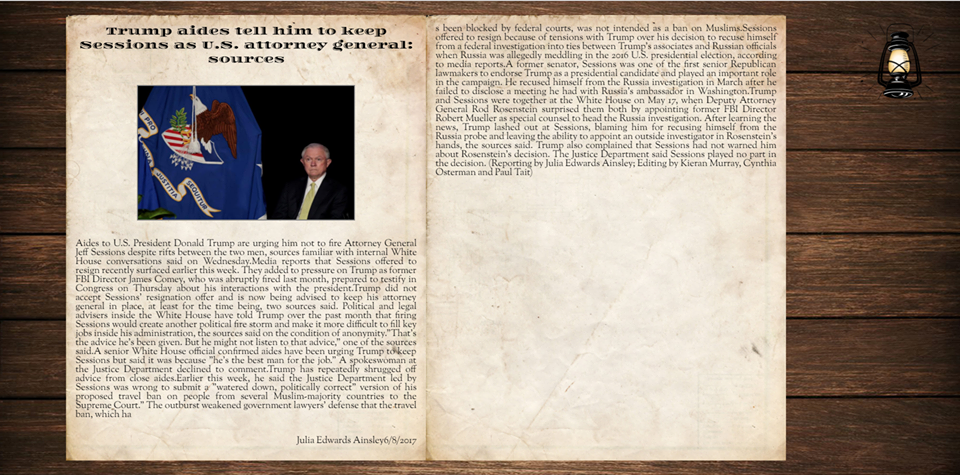 Trump aides tell him to keep
Sessions as U.S. attorney general:
sources
PRO
JUSTITIA
SEQUITUR
Aides to U.S. President Donald Trump are urging him not to fire Attorney General
Jeff Sessions despite rifts between the two men, sources familiar with internal White
House conversations said on Wednesday.Media reports that Sessions offered to
resign recently surfaced earlier this week. They added to pressure on Trump as former
FBI Director James Comey, who was abruptly fired last month, prepared to testify in
Congress on Thursday about his interactions with the president.Trump did not
accept Sessions' resignation offer and is now being advised to keep his attorney
general in place, at least for the time being, two sources said. Political and legal
advisers inside the White House have told Trump over the past month that firing
Sessions would create another political fire storm and make it more difficult to fill key
jobs inside his administration, the sources said on the condition of anonymity."That's
the advice he's been given. But he might not listen to that advice," one of the sources
said.A senior White House official confirmed aides have been urging Trump to keep
Sessions but said it was because "he's the best man for the job." A spokeswoman at
the Justice Department declined to comment.Trump has repeatedly shrugged off
advice from close aides.Earlier this week, he said the Justice Department led by
Sessions was wrong to submit a "watered down, politically correct" version of his
proposed travel ban on people from several Muslim-majority countries to the
Supreme Court." The outburst weakened government lawyers' defense that the travel
ban, which ha
Julia Edwards Ainsley6/8/2017
s been blocked by federal courts, was not intended as a ban on Muslims.Sessions
offered to resign because of tensions with Trump over his decision to recuse himself
from a federal investigation into ties between Trump's associates and Russian officials
when Russia was allegedly meddling in the 2016 U.S. presidential election, according
to media reports.A former senator, Sessions was one of the first senior Republican
lawmakers to endorse Trump as a presidential candidate and played an important role
in the campaign. He recused himself from the Russia investigation in March after he
failed to disclose a meeting he had with Russia's ambassador in Washington.Trump
and Sessions were together at the White House on May 17, when Deputy Attorney
General Rod Rosenstein surprised them both by appointing former FBI Director
Robert Mueller as special counsel to head the Russia investigation. After learning the
news, Trump lashed out at Sessions, blaming him for recusing himself from the
Russia probe and leaving the ability to appoint an outside investigator in Rosenstein's
hands, the sources said. Trump also complained that Sessions had not warned him
about Rosenstein's decision. The Justice Department said Sessions played no part in
the decision. (Reporting by Julia Edwards Ainsley; Editing by Kieran Murray, Cynthia
Osterman and Paul Tait)